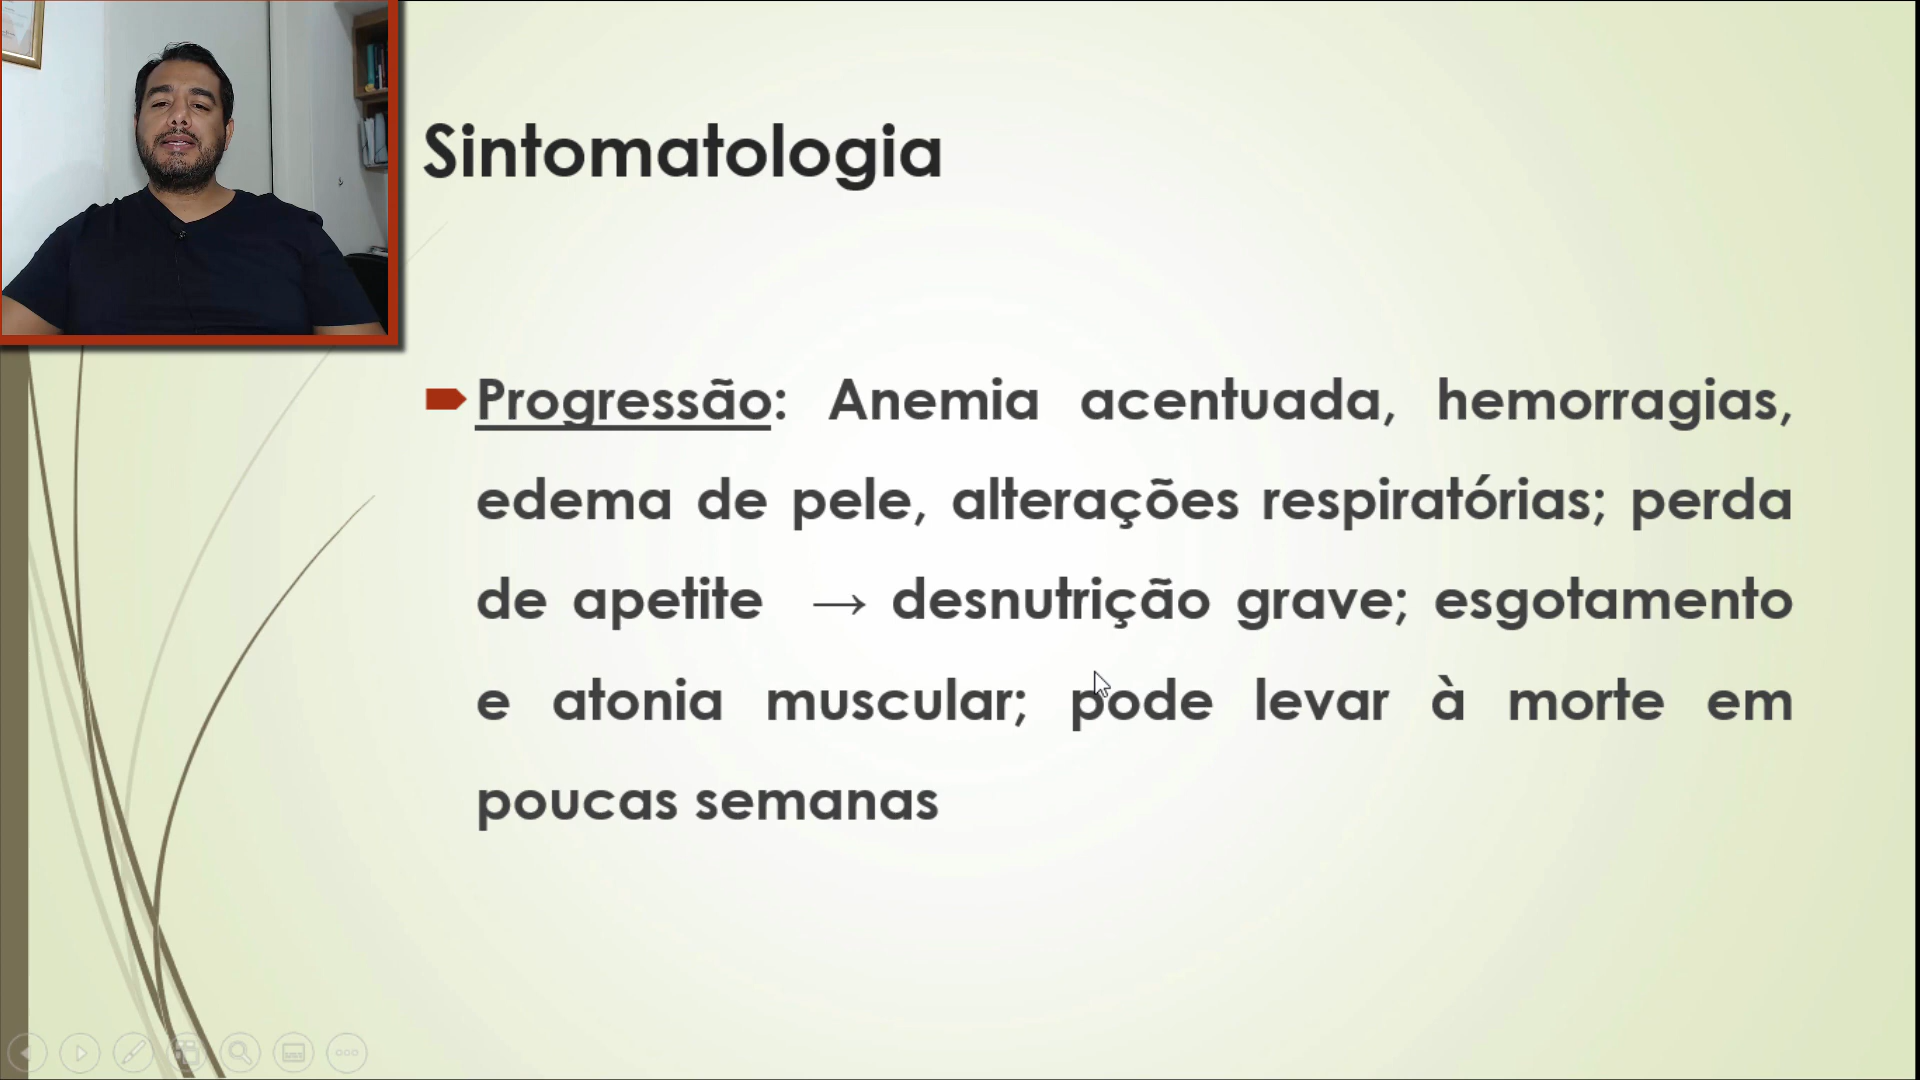 Sintomatologia
Progressão: Anemia acentuada, hemorragias,
edema de pele, alterações respiratórias; perda
de apetite → desnutrição grave; esgotamento
e atonia muscular; pode levar à morte em
poucas semanas